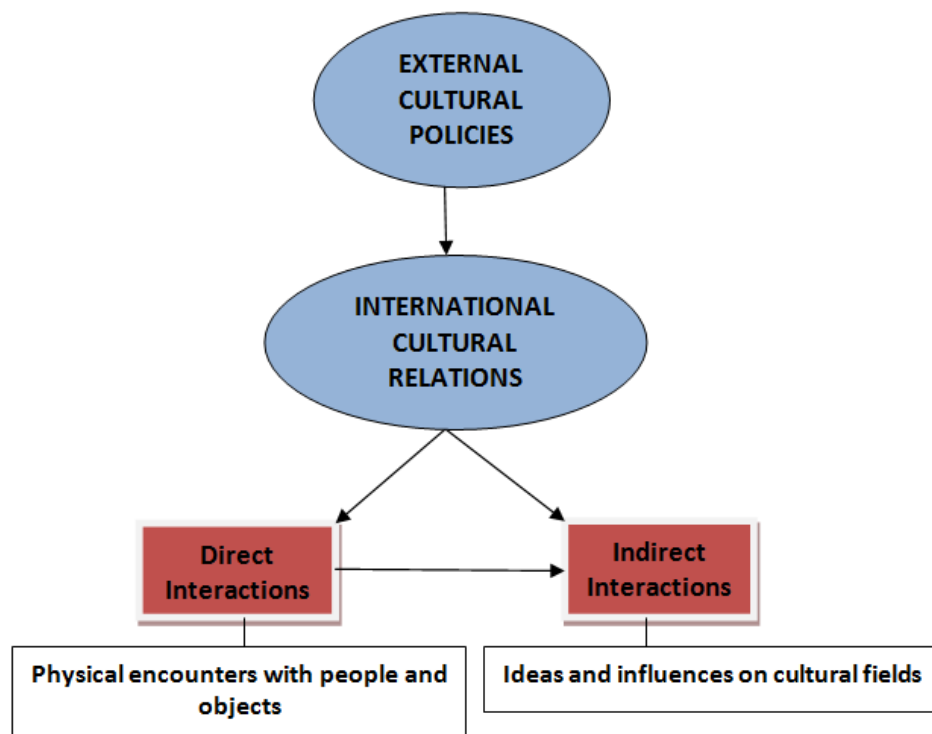 EXTERNAL
CULTURAL
POLICIES
INTERNATIONAL
CULTURAL
RELATIONS
Direct
Interactions
Indirect
Interactions
Physical encounters with people and
objects
Ideas and influences on cultural fields